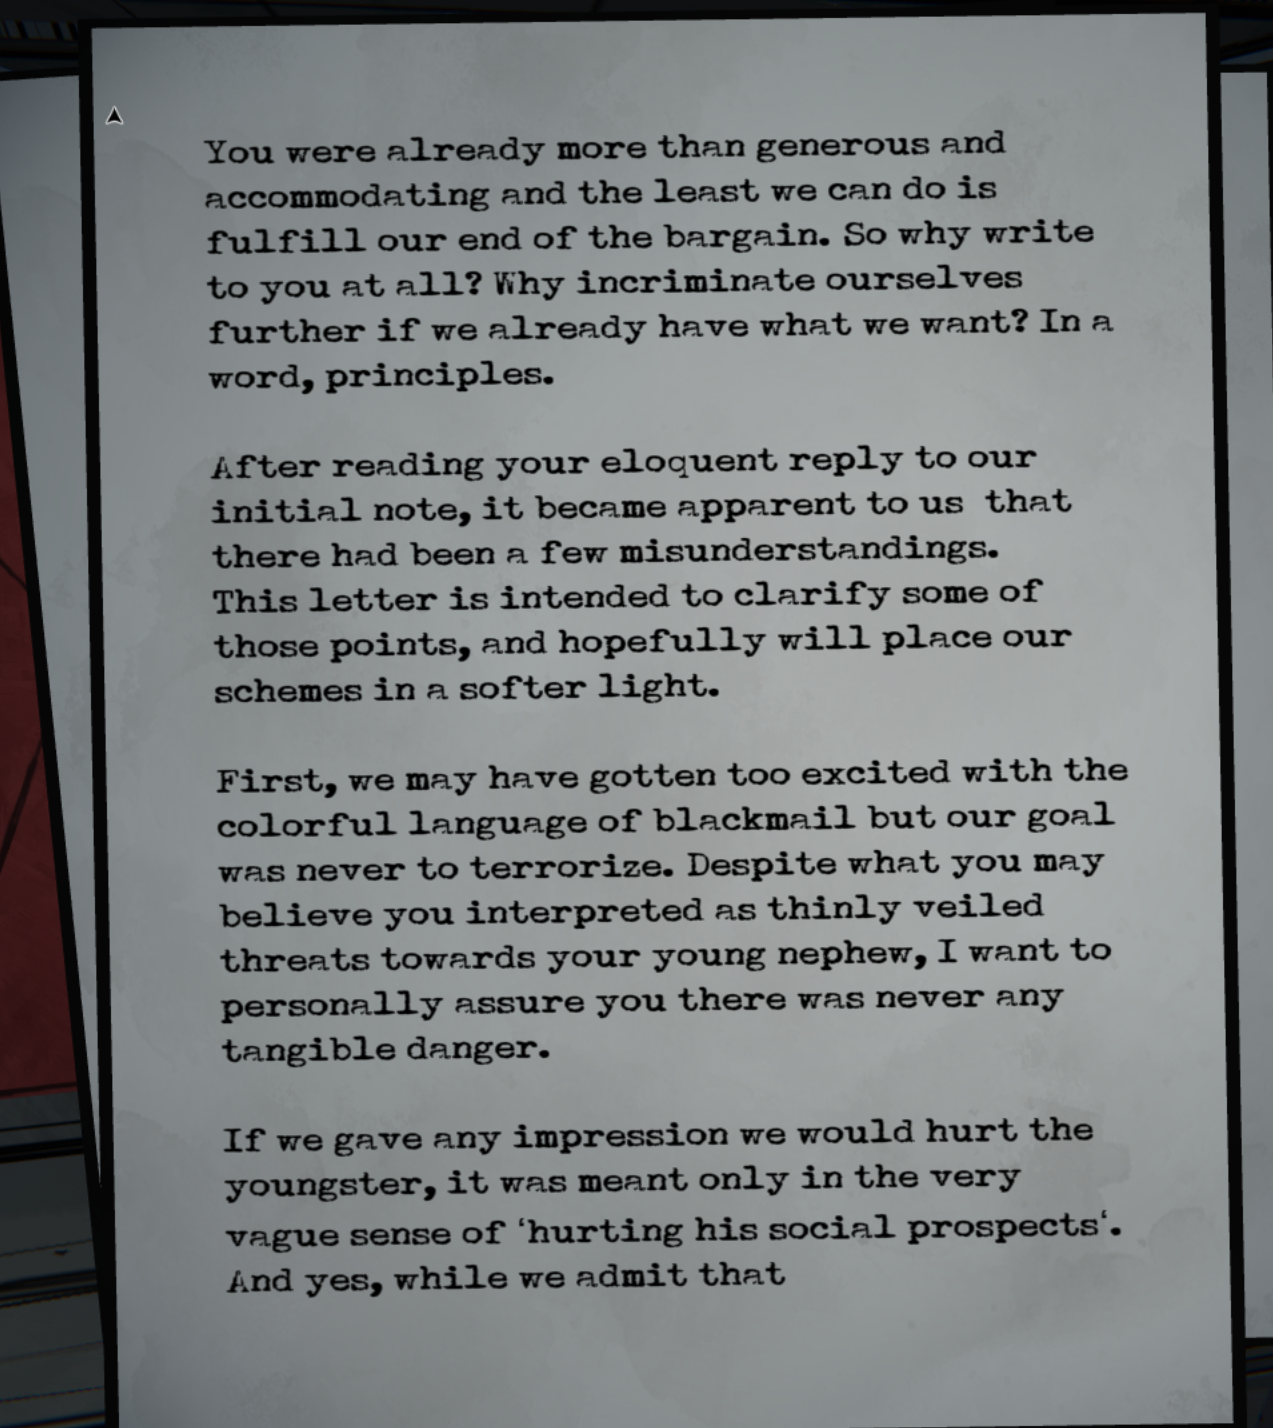 You were already more than generous and
accommodating and the least we can do is
fulfill our end of the bargain. So why write
to you at all? Why incriminate ourselves
further if we already have what we want? In a
word, principles.
After reading your eloquent reply to our
initial note, it became apparent to us  that
there had been a few misunderstandings.
This letter is intended to clarify some of
those points, and hopefully will place our
schemes in a softer light.
First, we may have gotten too excited with the
colorful language of blackmail but our goal
was never to terrorize. Despite what you may
believe you interpreted as thinly veiled
threats towards your young nephew, I want to
personally assure you there was never any
tangible danger.
If we gave any impression we would hurt the
youngster, it was meant only in the very
vague sense of ‘hurting his social prospects‘.
And yes, while we admit that